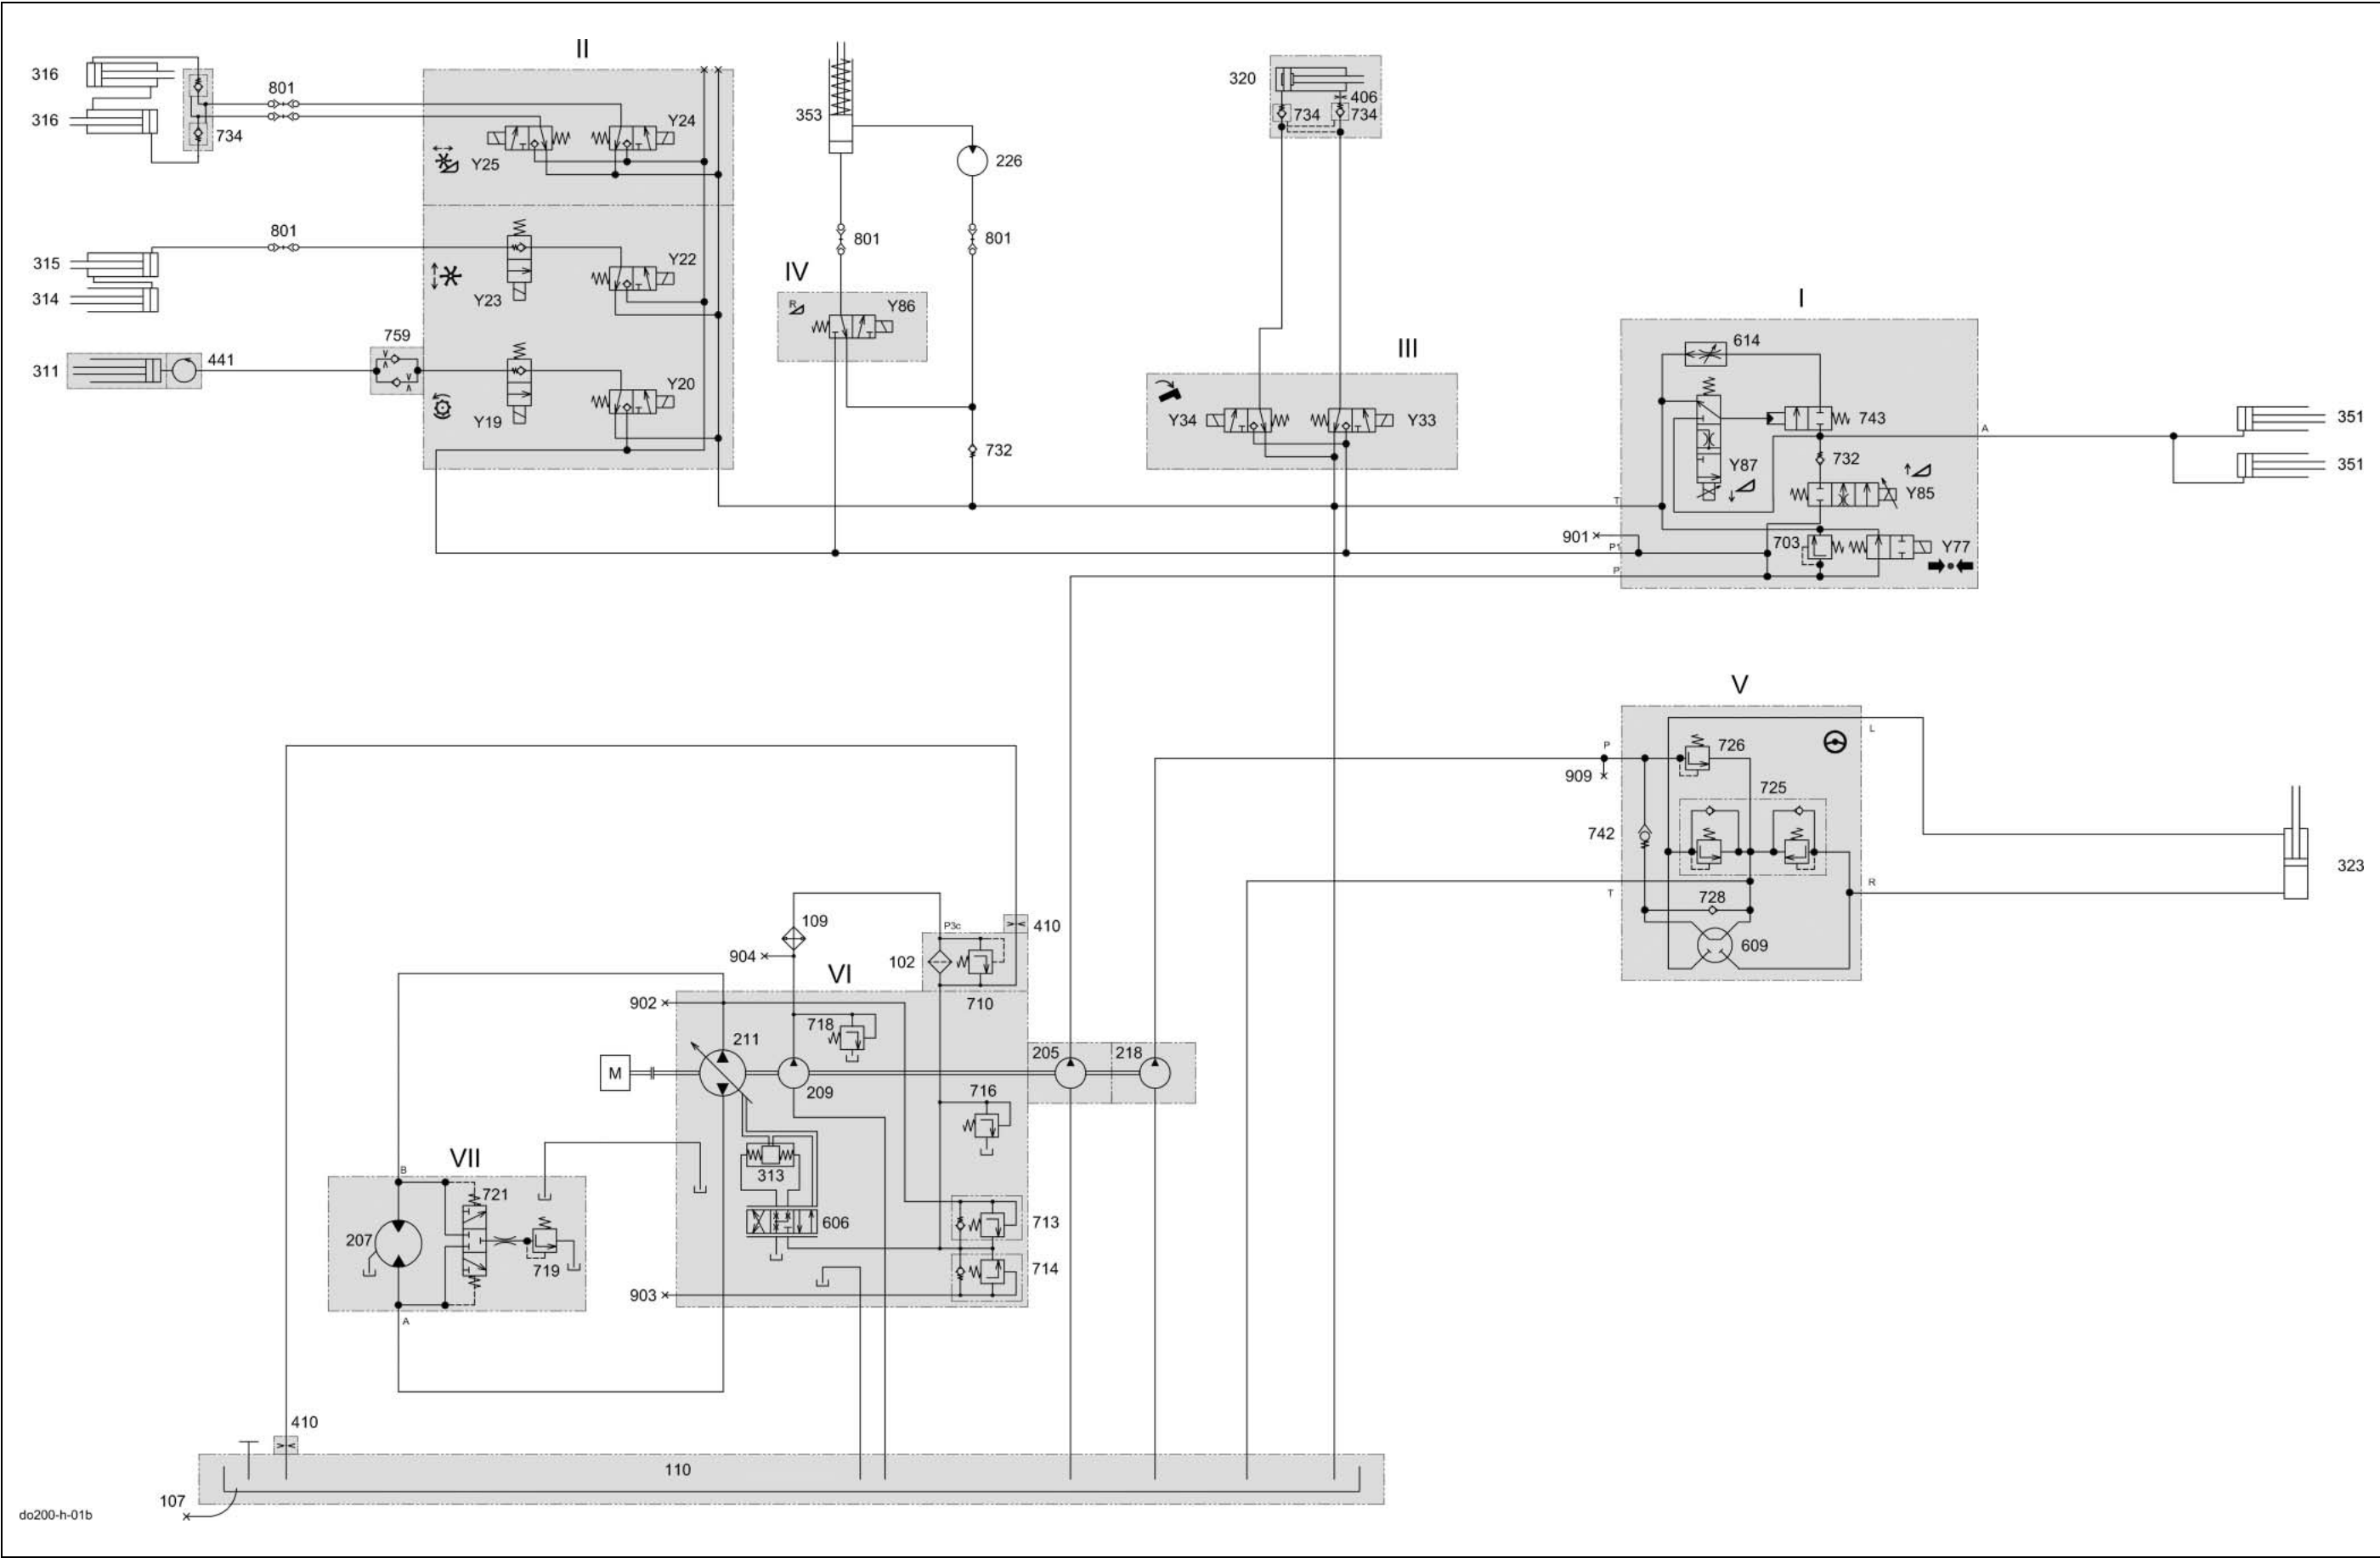 II
316
801
316
734
Y24
Y25
801
315
314
Y22
Y23
759
311
441
Y20
Y19
353
226
801
801
IV
R
Y86
732
320
406
734
734
III
Y34
Y33
I
614
743
A
351
351
732
Y87
Y85
T
901
P1
703
Y77
P
V
P
726
L
909
725
742
R
T
728
609
323
109
P3c
410
904
VI
102
902
710
718
211
M
209
205
218
716
VII
B
721
313
207
606
713
719
714
903
A
410
110
107
do200-h-01b